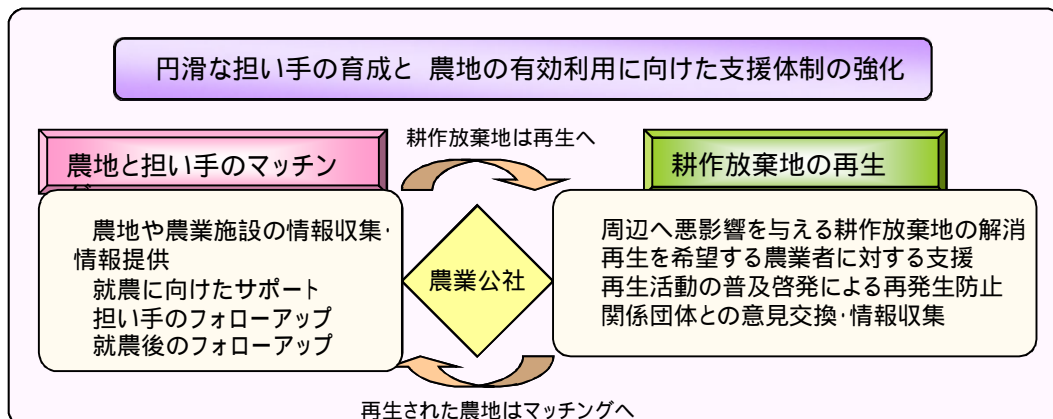 円滑な担い手の育成と 農地の有効利用に向けた支援体制の強化
耕作放棄地は再生へ
農地と担い手のマッチン
グ
農地や農業施設の情報収集・
情報提供
就農に向けたサポート
担い手のフォローアップ
就農後のフォローアップ
農業公社
耕作放棄地の再生
周辺へ悪影響を与える耕作放棄地の解消
再生を希望する農業者に対する支援
再生活動の普及啓発による再発生防止
関係団体との意見交換・情報収集
再生された農地はマッチングへ